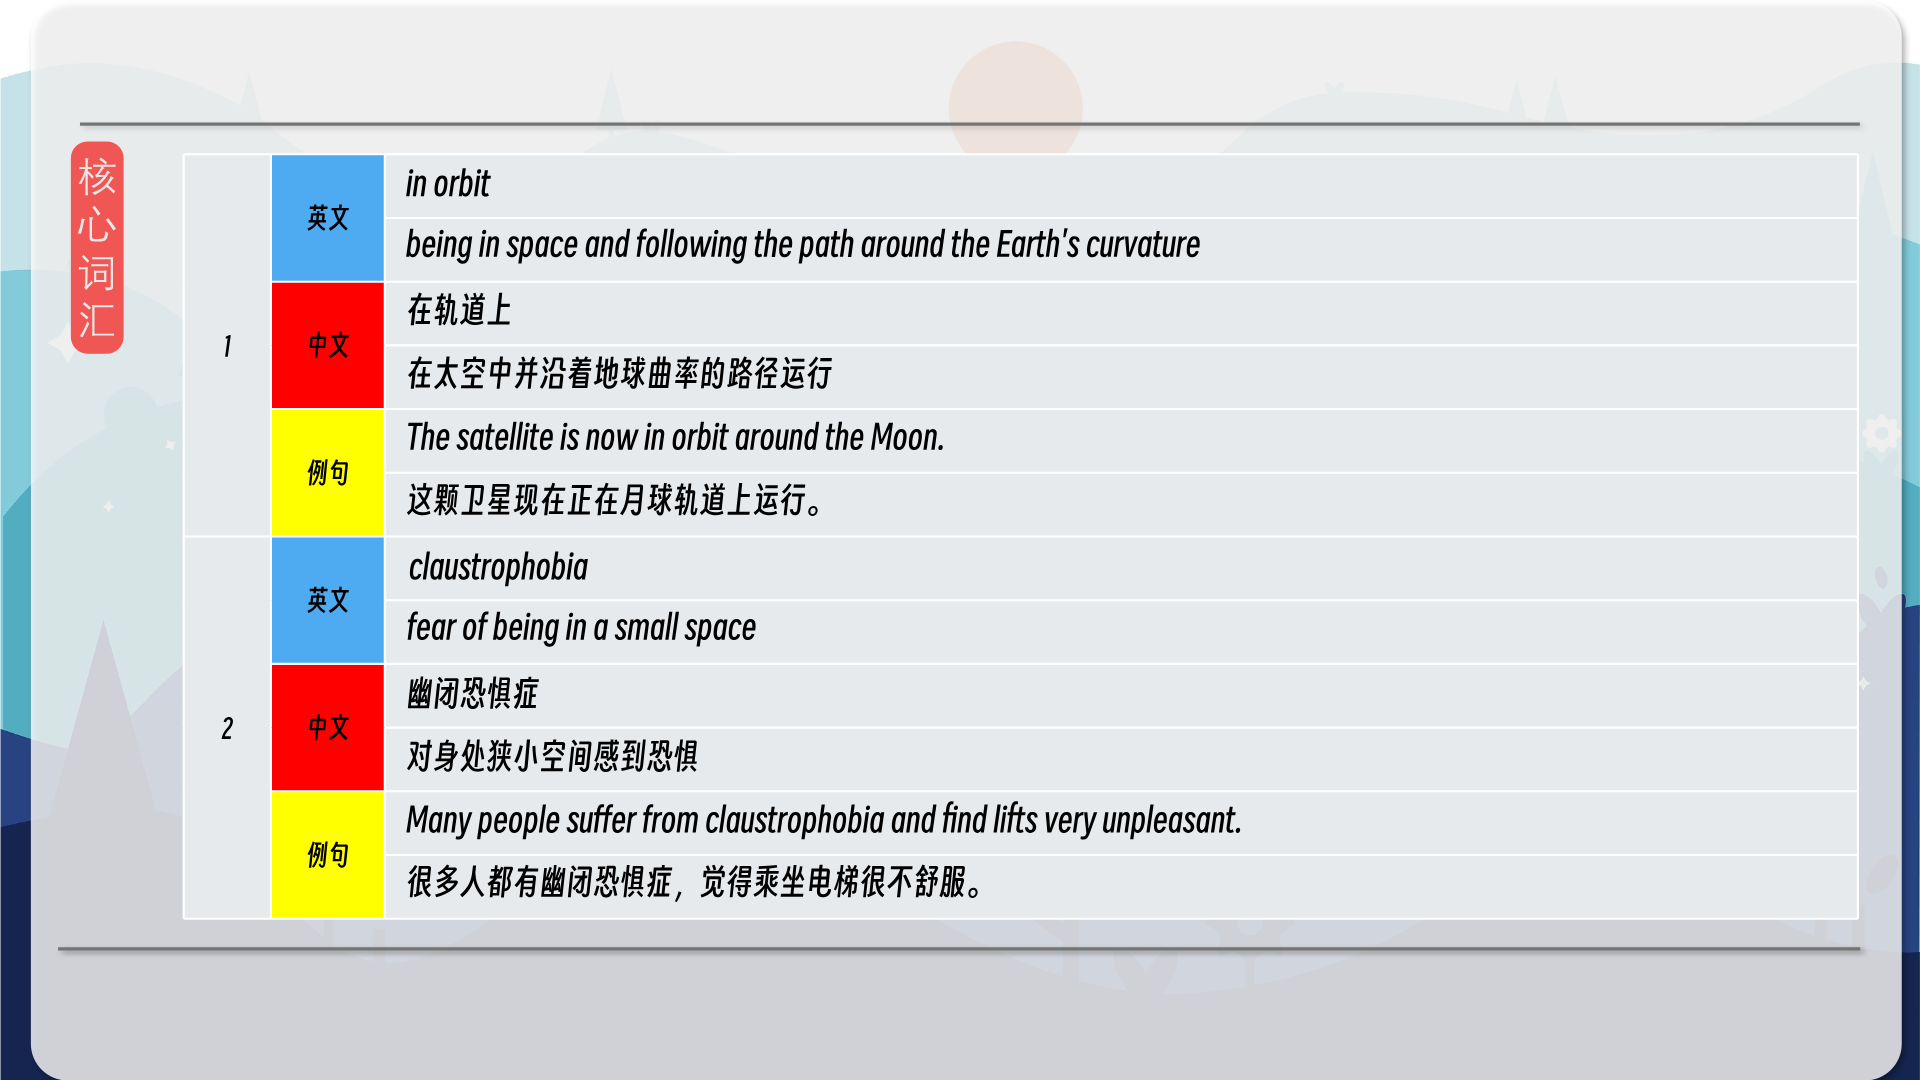 核心词汇
1
英文
in orbit
being in space and following the path around the Earth's curvature
中文
在轨道上
在太空中并沿着地球曲率的路径运行
例句
The satellite is now in orbit around the Moon.
这颗卫星现在正在月球轨道上运行。
2
英文
claustrophobia
fear of being in a small space
中文
幽闭恐惧症
对身处狭小空间感到恐惧
例句
Many people suffer from claustrophobia and find lifts very unpleasant.
很多人都有幽闭恐惧症，觉得乘坐电梯很不舒服。